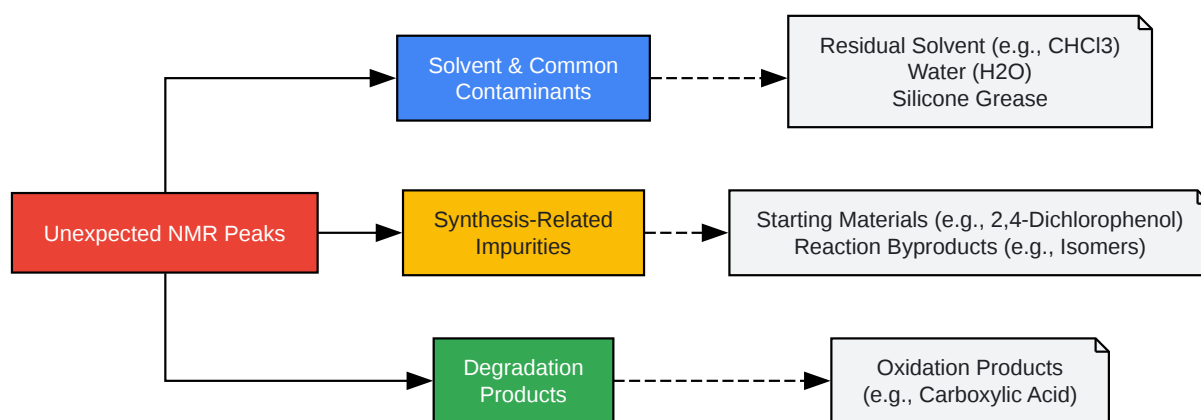 Unexpected NMR Peaks
Solvent & Common
Contaminants
Residual Solvent (e.g., CHCl3)
Water (H2O)
Silicone Grease
Synthesis-Related
Impurities
Starting Materials (e.g., 2,4-Dichlorophenol)
Reaction Byproducts (e.g., Isomers)
Degradation
Products
Oxidation Products
(e.g., Carboxylic Acid)